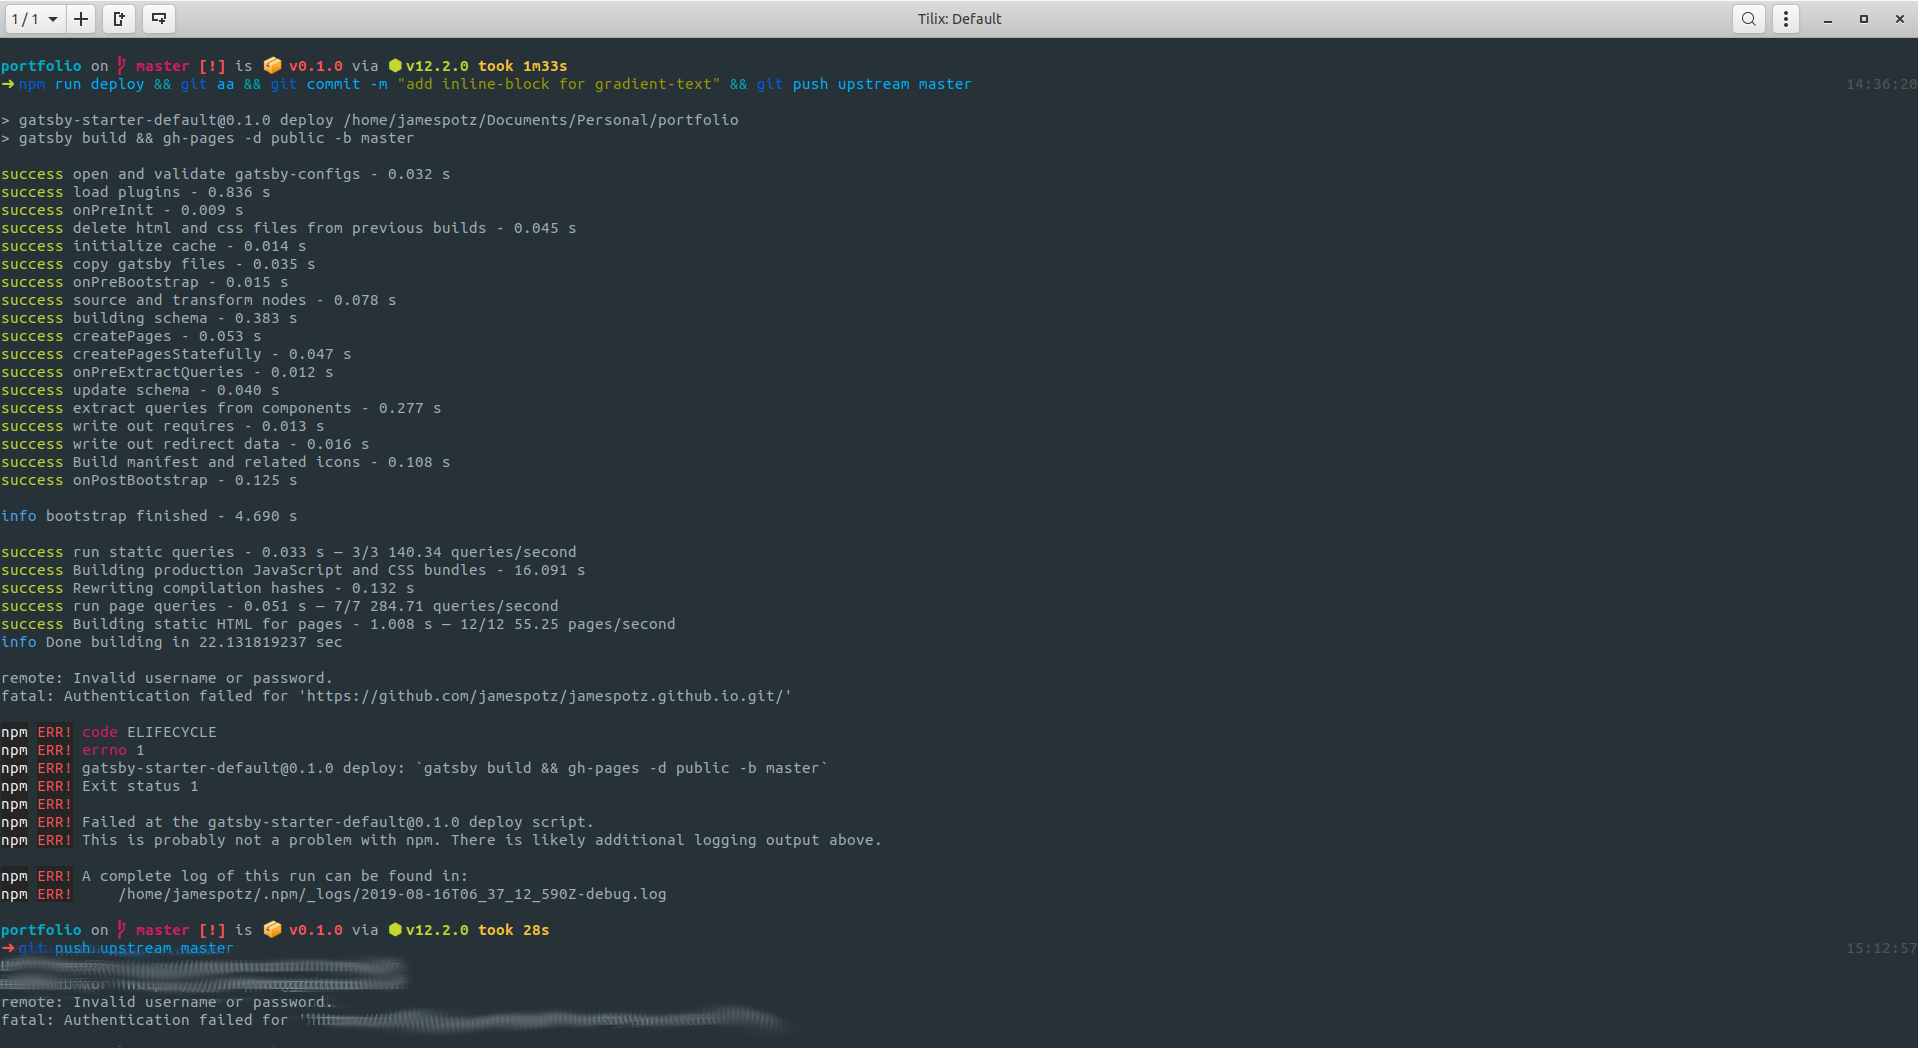 1 / 1
Tilix: Default
portfolio on master [!] is 📦 v0.1.0 via ⬢ v12.2.0 took 1m33s
➜ npm run deploy && git aa && git commit -m "add inline-block for gradient-text" && git push upstream master 14:36:20
> gatsby-starter-default@0.1.0 deploy /home/jamespotz/Documents/Personal/portfolio
> gatsby build && gh-pages -d public -b master
success open and validate gatsby-configs - 0.032 s
success load plugins - 0.836 s
success onPreInit - 0.009 s
success delete html and css files from previous builds - 0.045 s
success initialize cache - 0.014 s
success copy gatsby files - 0.035 s
success onPreBootstrap - 0.015 s
success source and transform nodes - 0.078 s
success building schema - 0.383 s
success createPages - 0.053 s
success createPagesStatefully - 0.047 s
success onPreExtractQueries - 0.012 s
success update schema - 0.040 s
success extract queries from components - 0.277 s
success write out requires - 0.013 s
success write out redirect data - 0.016 s
success Build manifest and related icons - 0.108 s
success onPostBootstrap - 0.125 s
info bootstrap finished - 4.690 s
success run static queries - 0.033 s — 3/3 140.34 queries/second
success Building production JavaScript and CSS bundles - 16.091 s
success Rewriting compilation hashes - 0.132 s
success run page queries - 0.051 s — 7/7 284.71 queries/second
success Building static HTML for pages - 1.008 s — 12/12 55.25 pages/second
info Done building in 22.131819237 sec
remote: Invalid username or password.
fatal: Authentication failed for 'https://github.com/jamespotz/jamespotz.github.io.git/'
npm ERR! code ELIFECYCLE
npm ERR! errno 1
npm ERR! gatsby-starter-default@0.1.0 deploy: `gatsby build && gh-pages -d public -b master`
npm ERR! Exit status 1
npm ERR!
npm ERR! Failed at the gatsby-starter-default@0.1.0 deploy script.
npm ERR! This is probably not a problem with npm. There is likely additional logging output above.
npm ERR! A complete log of this run can be found in:
npm ERR!     /home/jamespotz/.npm/_logs/2019-08-16T06_37_12_590Z-debug.log
portfolio on master [!] is 📦 v0.1.0 via ⬢ v12.2.0 took 28s
➜ git push upstream master 15:12:57
remote: Invalid username or password.
fatal: Authentication failed for '